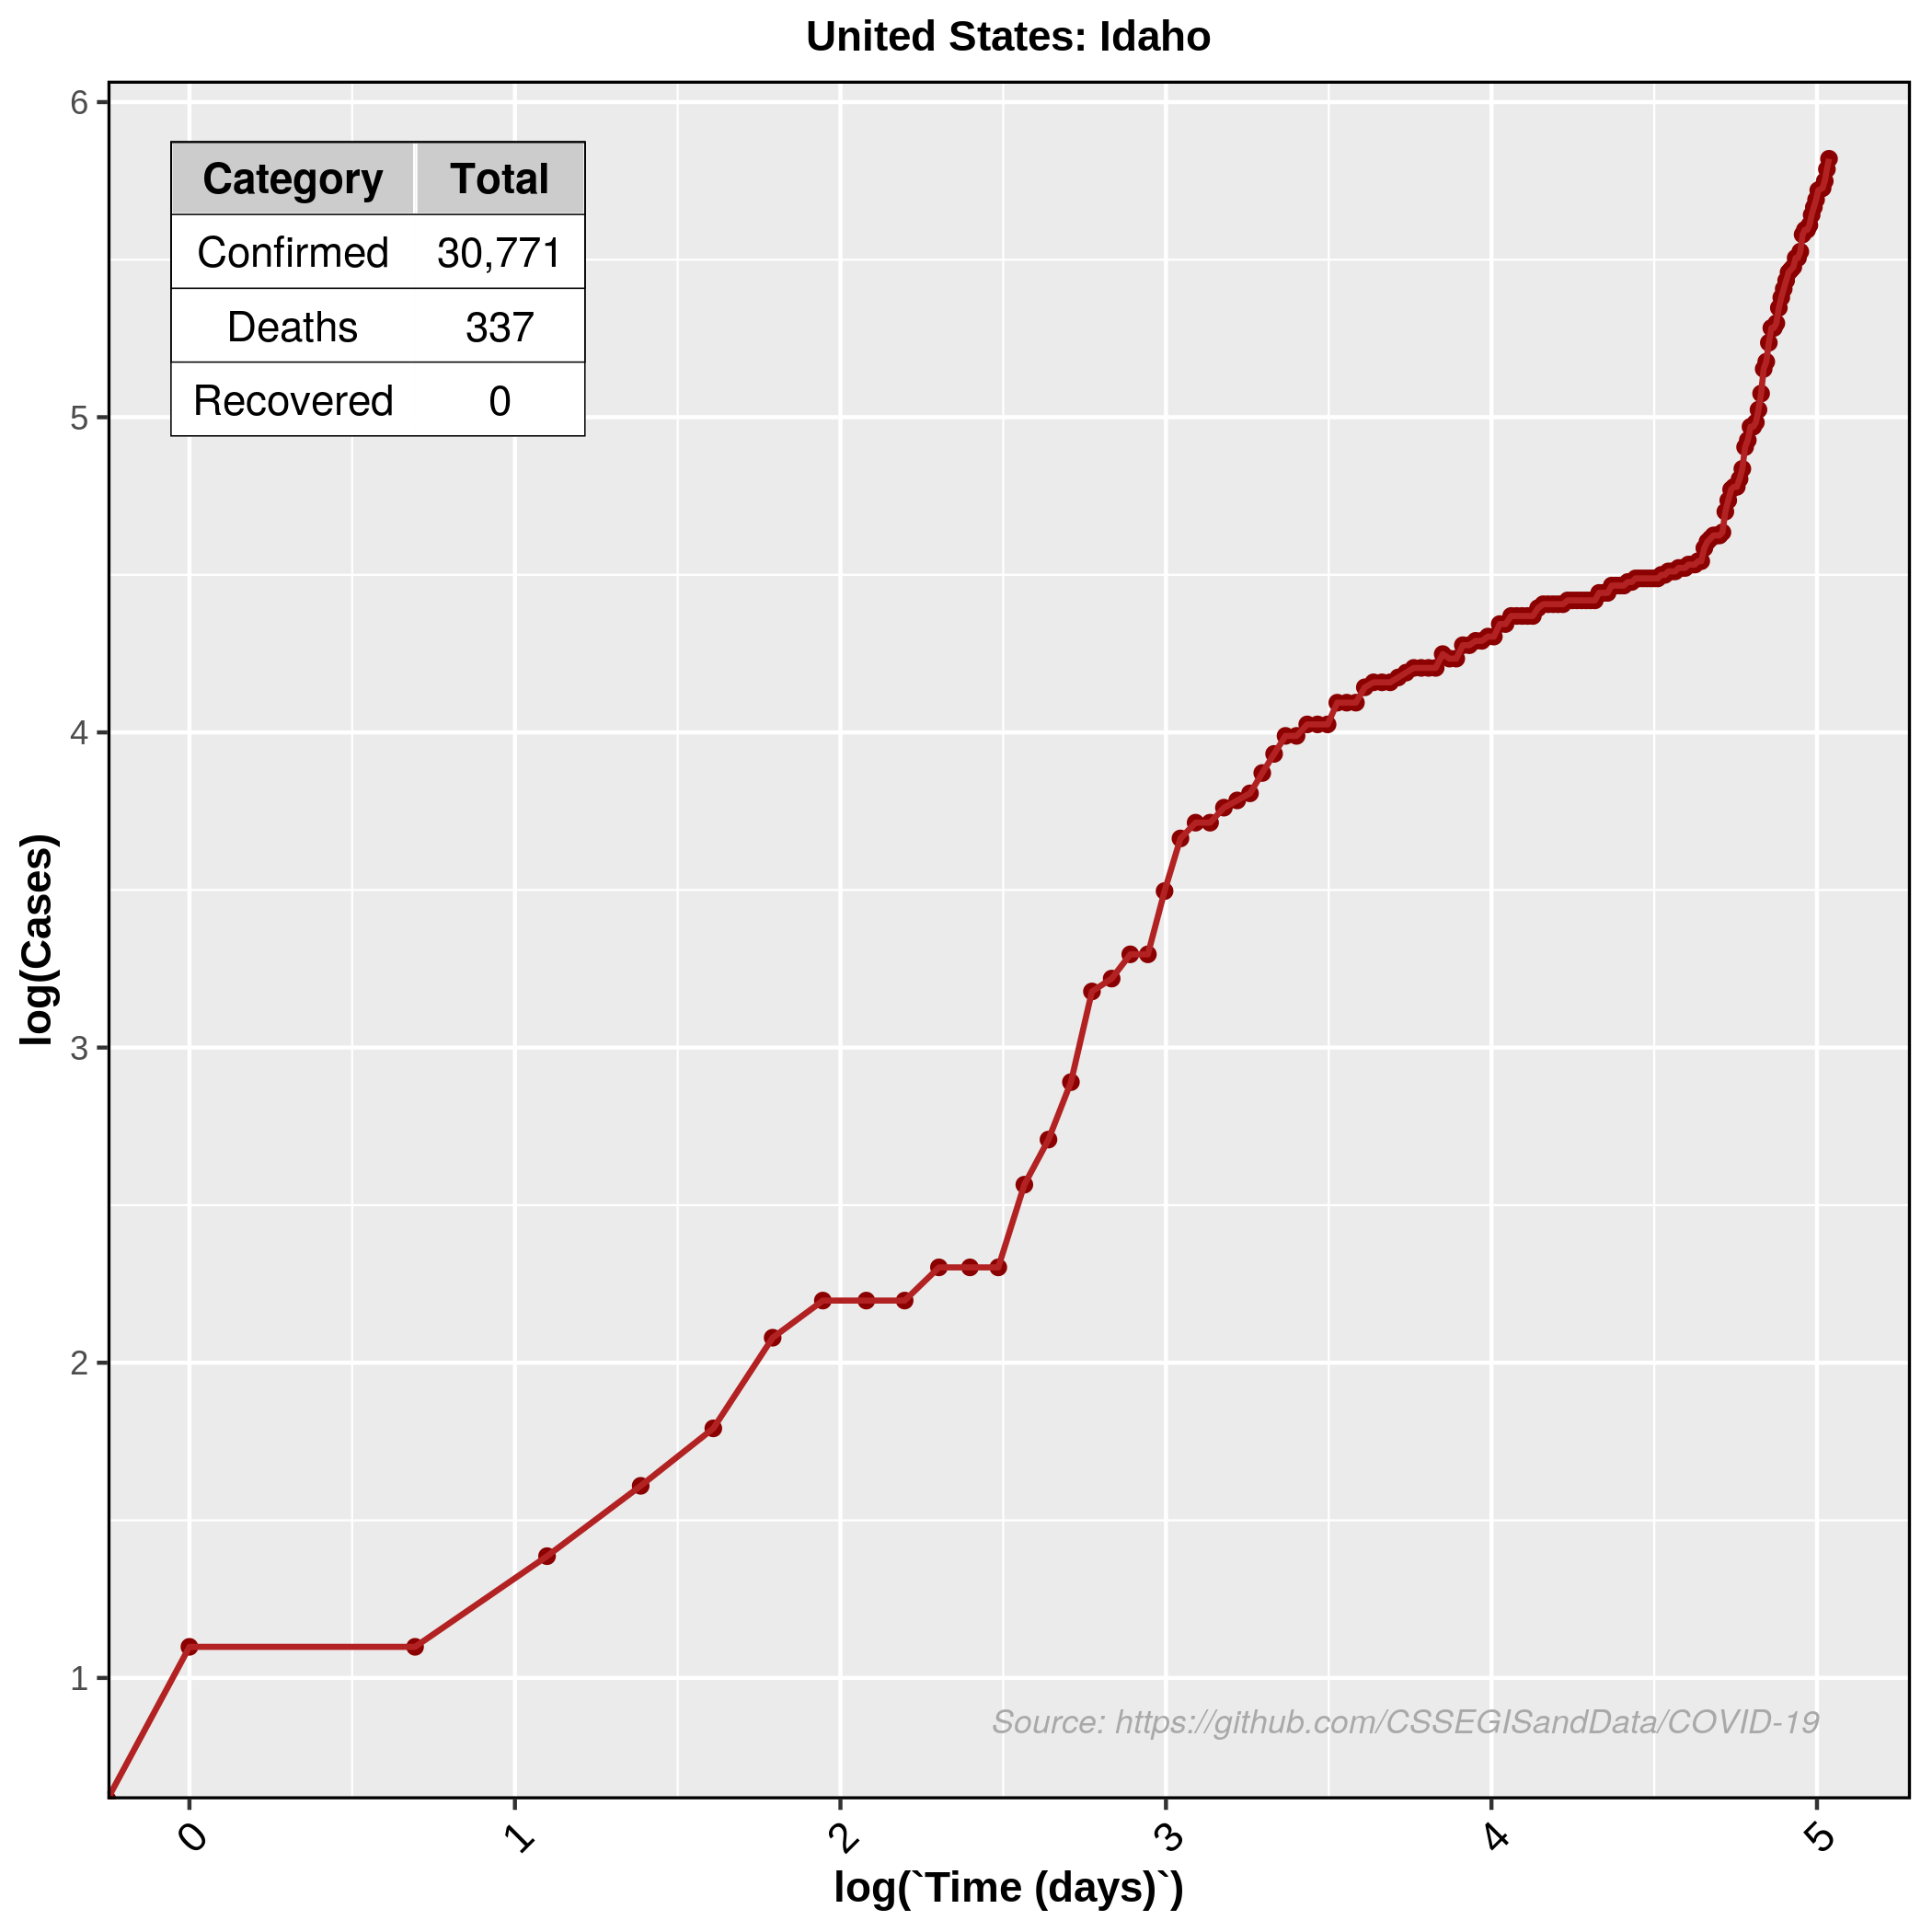 United States: Idaho
6
Category Total
Confirmed 30,771
Deaths 337
Recovered 0
5
4
log(Cases)
3
2
1
Source: https://github.com/CSSEGISandData/COVID-19
0 1 2 3 4 5
log(`Time (days)`)